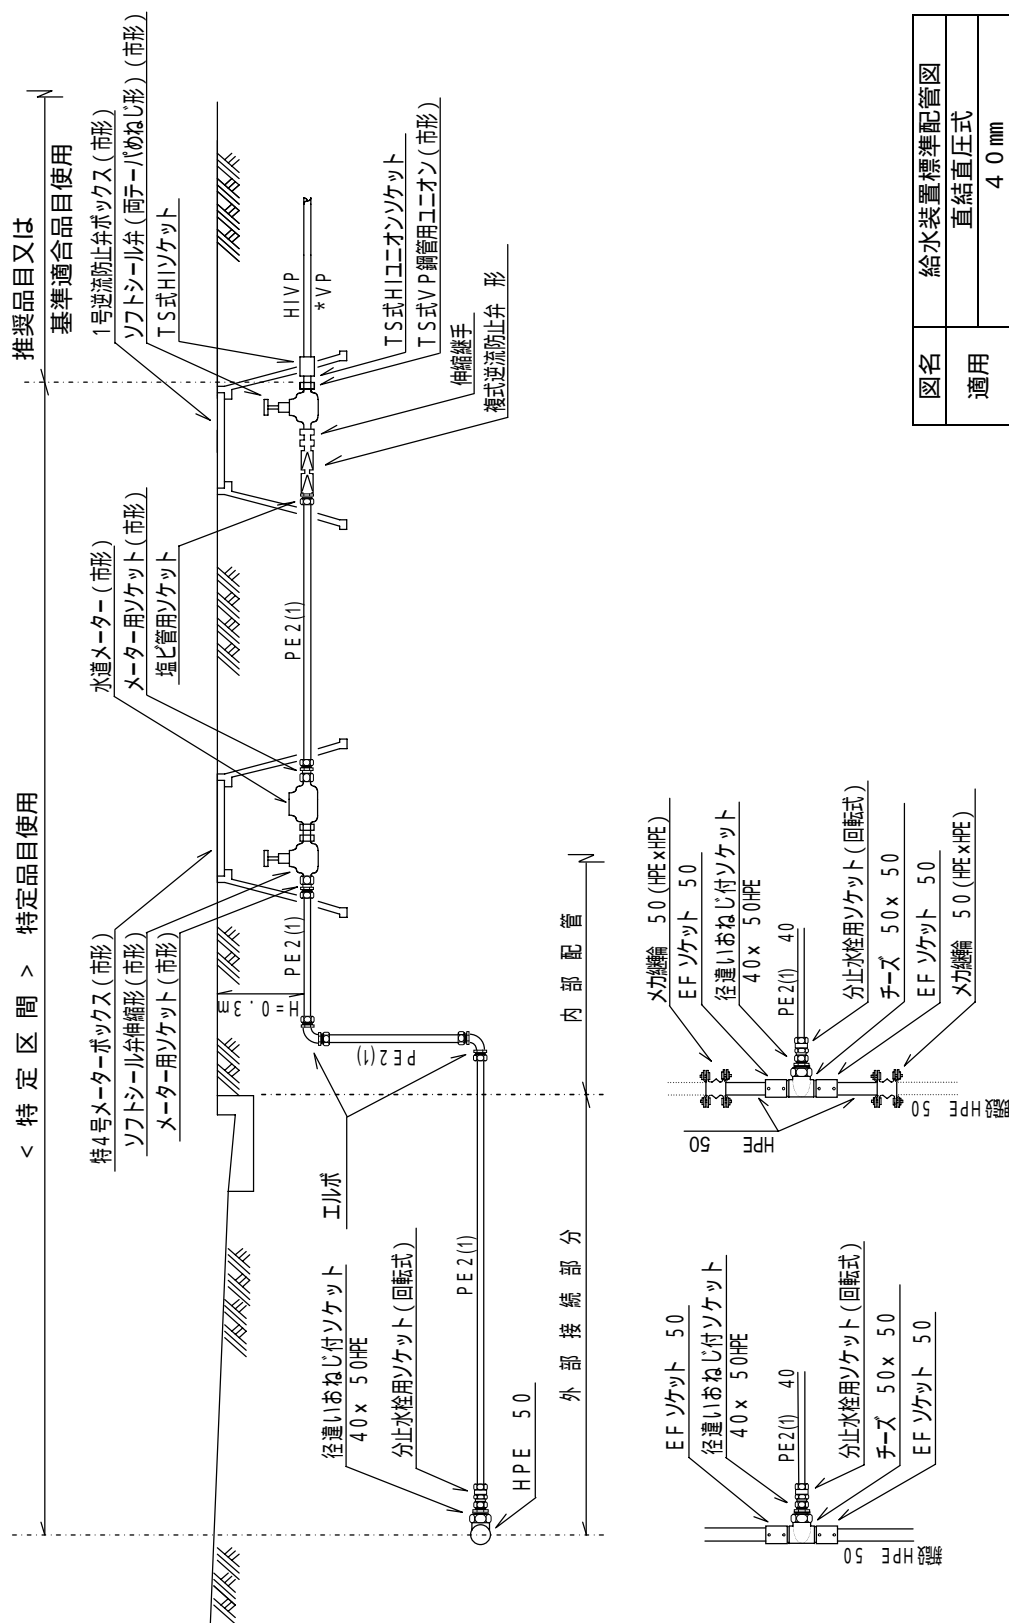 < 特 定 区 間 > 特定品目使用
推奨品目又は
基準適合品目使用
特4号メーターボックス(市形)
ソフトシール弁伸縮形(市形)
メーター用ソケット(市形)
水道メーター(市形)
メーター用ソケット(市形)
塩ビ管用ソケット
1号逆流防止弁ボックス(市形)
ソフトシール弁(両テーパめねじ形)(市形)
TS式HIソケット
H=0.3m
PE2(1)
PE2(1)
HIVP
*VP
PE2(1)
エルボ
TS式HIユニオンソケット
TS式VP鋼管用ユニオン(市形)
伸縮継手
複式逆流防止弁 形
径違いおねじ付ソケット
40x 50HPE
分止水栓用ソケット(回転式)
PE2(1)
HPE 50
外 部 接 続 部 分
内 部 配 管
EFソケット 50
径違いおねじ付ソケット
40x 50HPE
PE2(1) 40
分止水栓用ソケット(回転式)
チーズ 50x 50
EFソケット 50
新設HPE 50
メカ継輪 50(HPExHPE)
EFソケット 50
径違いおねじ付ソケット
40x 50HPE
PE2(1) 40
分止水栓用ソケット(回転式)
チーズ 50x 50
EFソケット 50
メカ継輪 50(HPExHPE)
HPE 50
HPE 50
図名 給水装置標準配管図
適用 直結直圧式
40mm